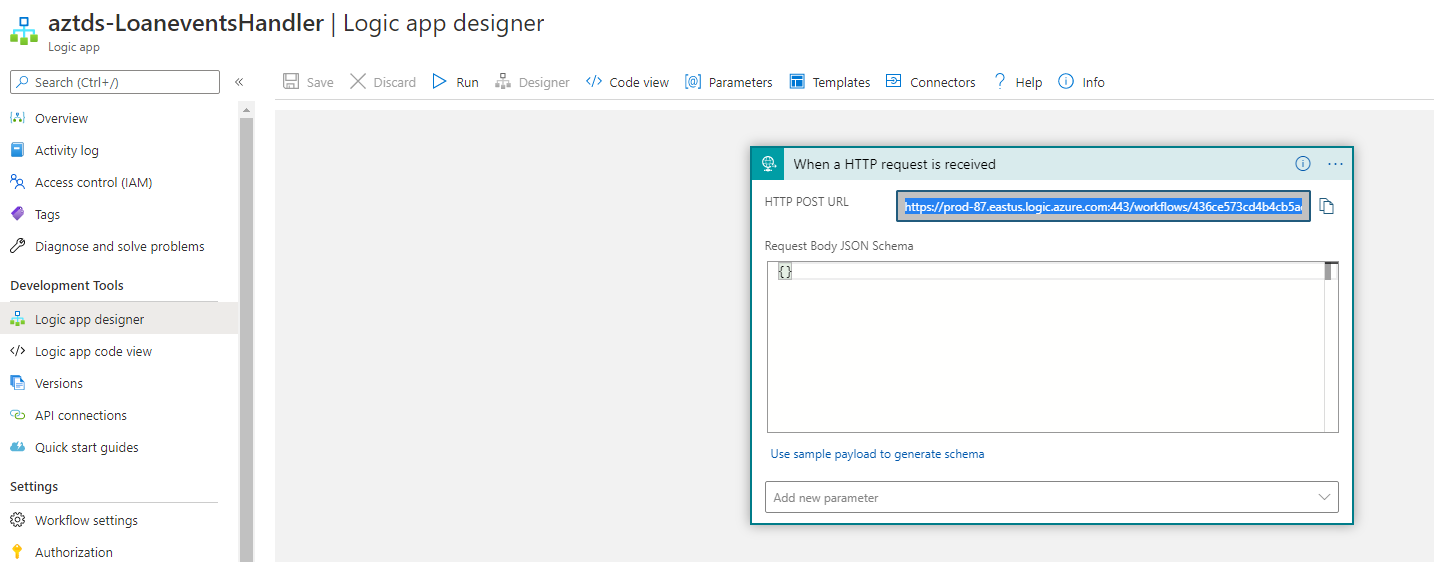 aztds-LoaneventsHandler | Logic app designer
Logic app
Search (Ctrl+/)
«
Save
Discard
Run
Designer
Code view
Parameters
Templates
Connectors
Help
Info
Overview
Activity log
Access control (IAM)
Tags
Diagnose and solve problems
Development Tools
Logic app designer
Logic app code view
Versions
API connections
Quick start guides
Settings
Workflow settings
Authorization
When a HTTP request is received
HTTP POST URL
https://prod-87.eastus.logic.azure.com:443/workflows/436ce573cd4b4cb5a
Request Body JSON Schema
{}
Use sample payload to generate schema
Add new parameter